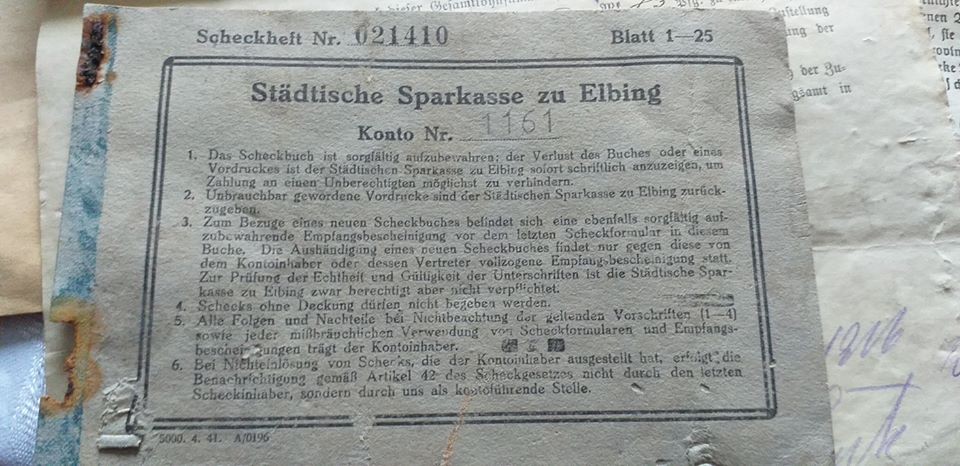 dieser
Scheckheft Nr. 021410 Blatt 1—25
Städtische Sparkasse zu Elbing
Konto Nr. 1161
1. Das Scheckbuch ist sorgfältig aufzubewahren; der Verlust des Buches oder eines
Vordruckes ist der Städtischen Sparkasse zu Elbing sofort schriftlich anzuzeigen, um
Zahlung an einen Unberechtigten möglichst zu verhindern.
2. Unbrauchbar gewordene Vordrucke sind der Städtischen Sparkasse zu Elbing zurück-
zugeben.
3. Zum Bezuge eines neuen Scheckbuches befindet sich eine ebenfalls sorgfältig auf-
zubewahrende Empfangsbescheinigung vor dem letzten Scheckformular in diesem
Buche. Die Aushändigung eines neuen Scheckbuches findet nur gegen diese von
dem Kontoinhaber oder dessen Vertreter vollzogene Empfangsbescheinigung statt.
Zur Prüfung der Echtheit und Gültigkeit der Unterschriften ist die Städtische Spar-
kasse zu Elbing zwar berechtigt aber nicht verpflichtet.
4. Schecks ohne Deckung dürfen nicht begeben werden.
5. Alle Folgen und Nachteile bei Nichtbeachtung der geltenden Vorschriften (1—4)
sowie jeder mißbräuchlichen Verwendung von Scheckformularen und Empfangs-
bescheinigungen trägt der Kontoinhaber.
6. Bei Nichteinlösung von Schecks, die der Kontoinhaber ausgestellt hat, erfolgt die
Benachrichtigung gemäß Artikel 42 des Scheckgesetzes nicht durch den letzten
Scheckinhaber, sondern durch uns als kontoführende Stelle.
5000. 4. 41. A/0196
ung der
der Zu-
gsamt in